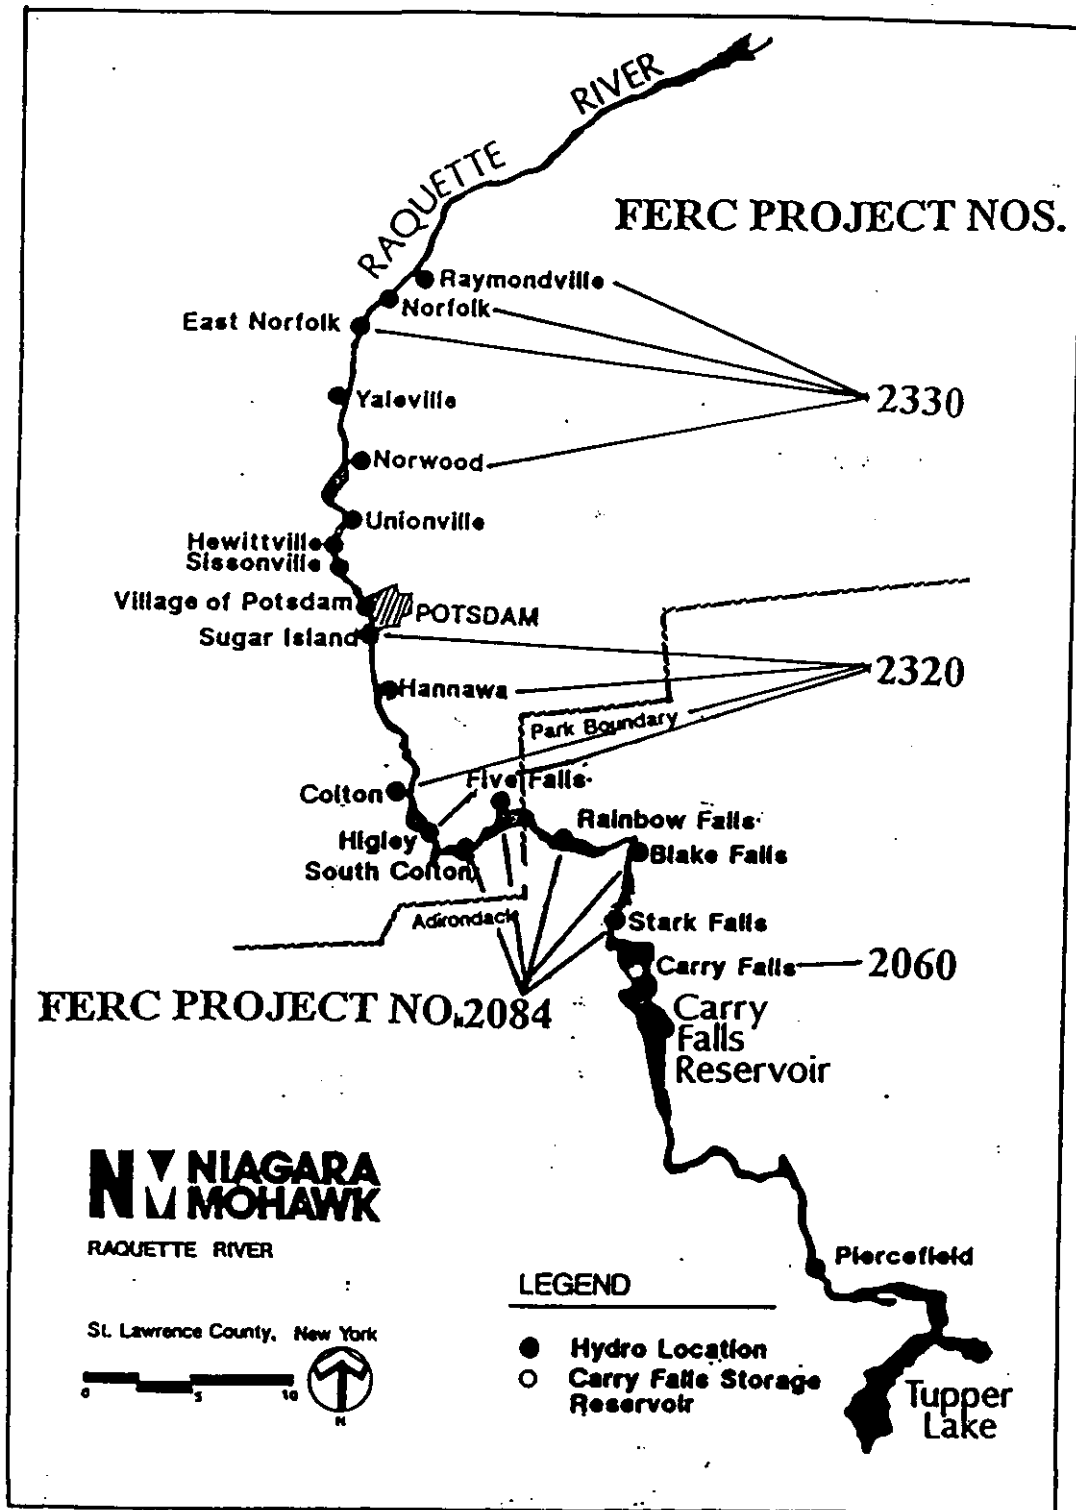 RAQUETTE RIVER
FERC PROJECT NOS.
Raymondville
Norfolk
East Norfolk
2330
Yaleville
Norwood
Unionville
Hewittville
Sissonville
Village of Potsdam
POTSDAM
Sugar Island
2320
Hannawa
Park Boundary
Five Falls
Colton
Rainbow Falls
Higley
Blake Falls
South Colton
Adirondack
Stark Falls
Carry Falls
2060
FERC PROJECT NO. 2084
Carry
Falls
Reservoir
NM NIAGARA
MOHAWK
RAQUETTE RIVER
Piercefield
LEGEND
St. Lawrence County, New York
Hydro Location
Carry Falls Storage
Reservoir
0 5 10
N
Tupper
Lake